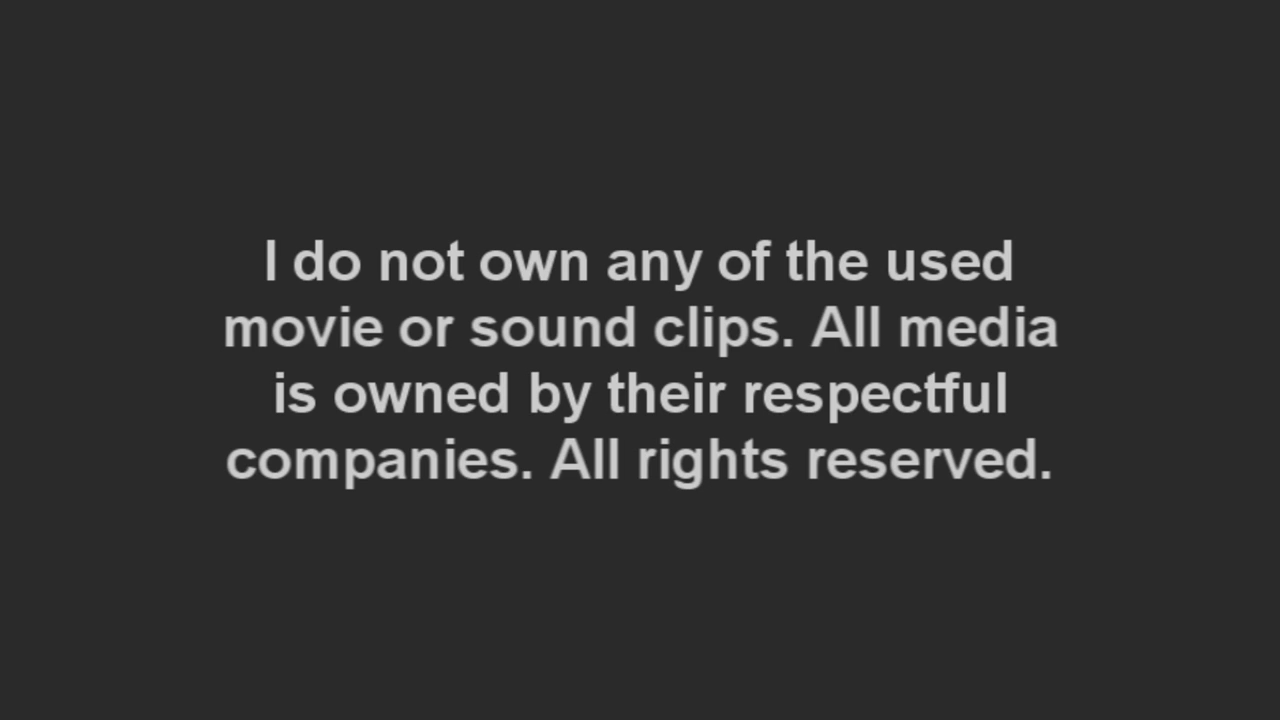 I do not own any of the used
movie or sound clips. All media
is owned by their respectful
companies. All rights reserved.